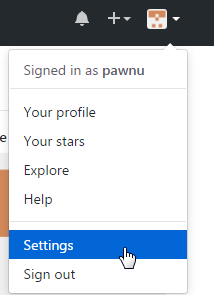 Signed in as pawnu
Your profile
Your stars
e
Explore
Help
Settings
Sign out